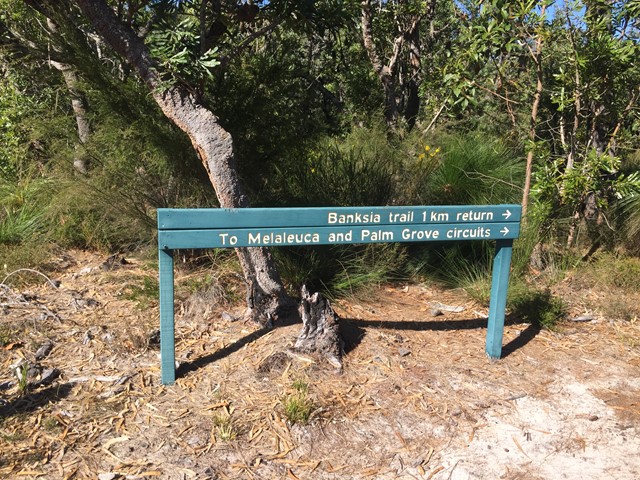 Banksia trail 1 km return →
To Melaleuca and Palm Grove circuits →